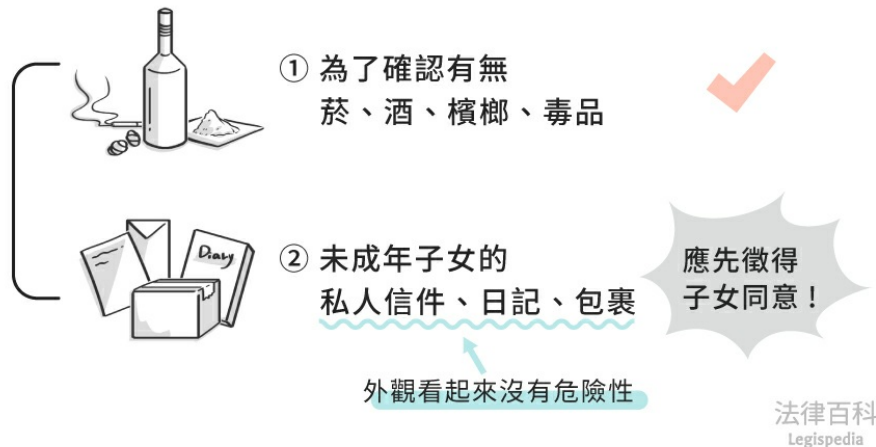 ① 為了確認有無
菸、酒、檳榔、毒品
Diary
② 未成年子女的
私人信件、日記、包裹
應先徵得
子女同意！
外觀看起來沒有危險性
法律百科
Legispedia